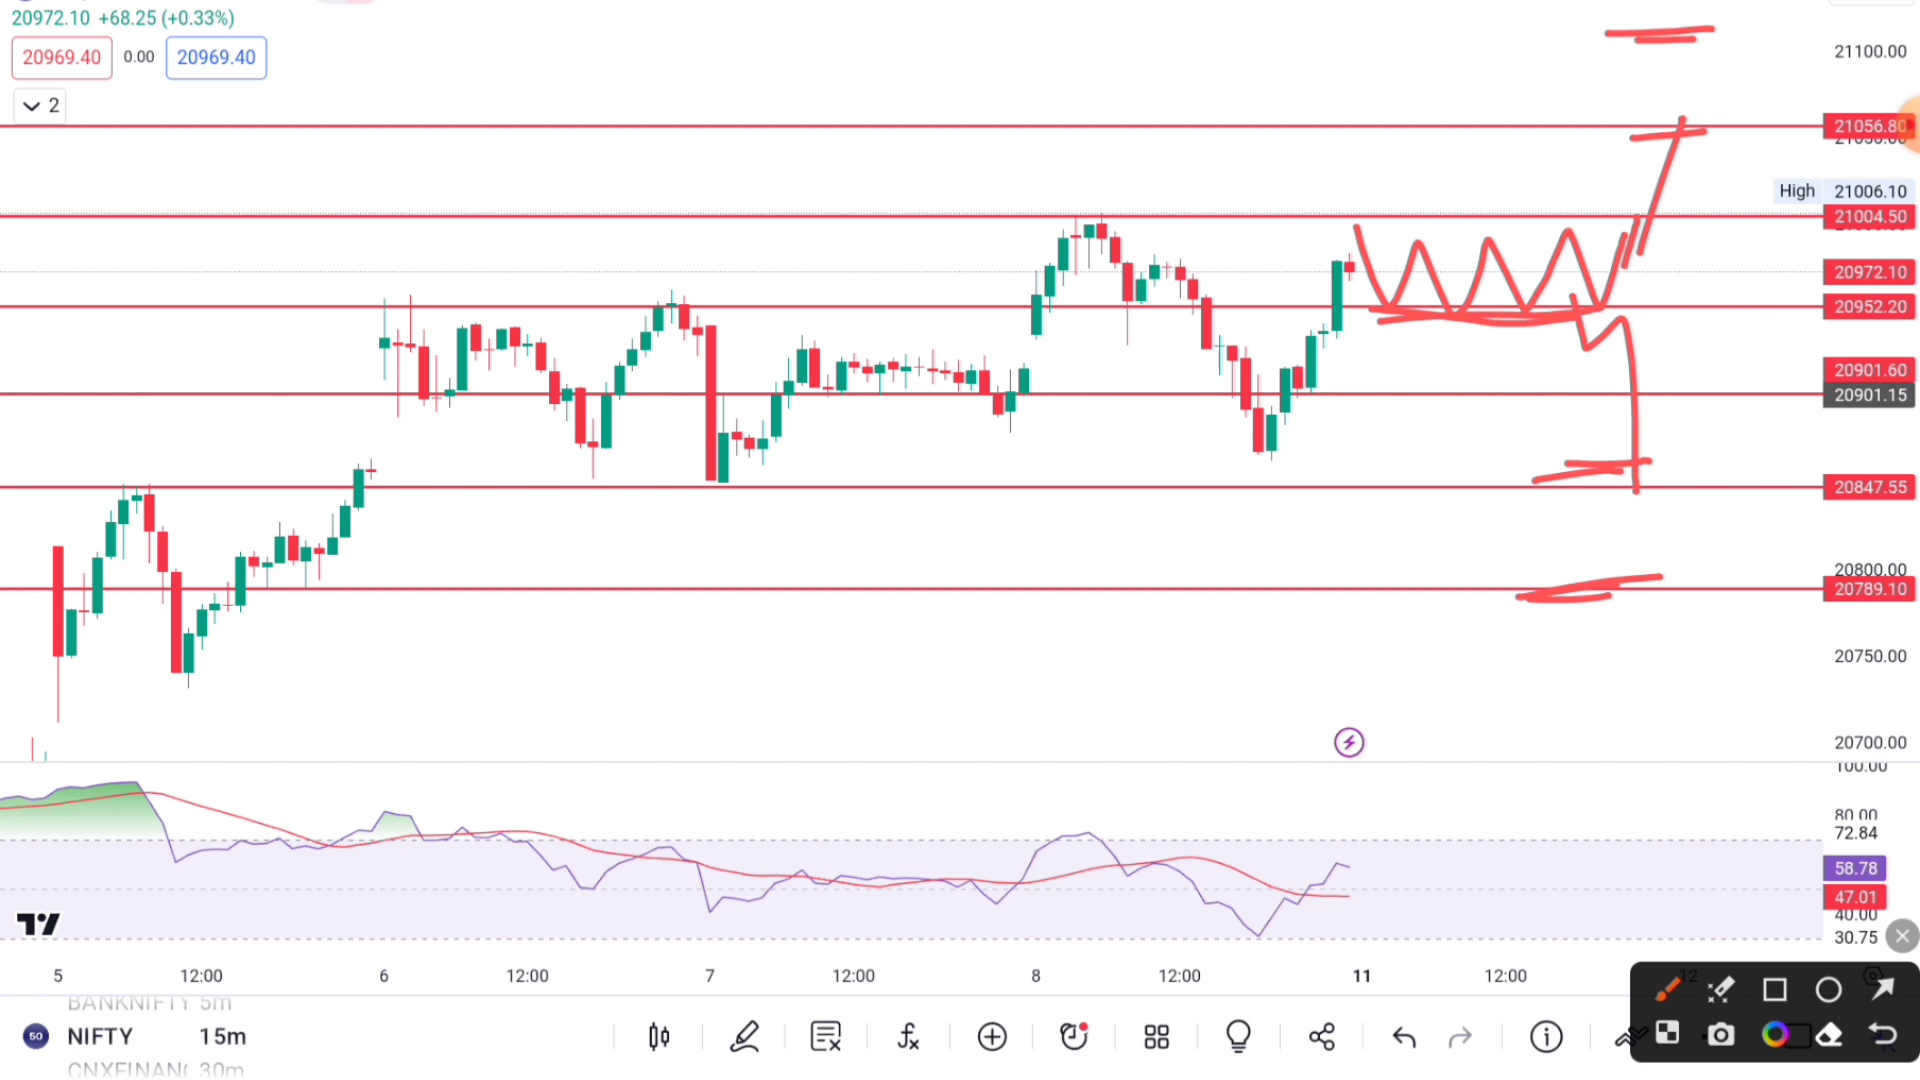 20972.10 +68.25 (+0.33%)
20969.40 0.00 20969.40
2
21100.00
21056.80
High 21006.10
21004.50
20972.10
20952.20
20901.60
20901.15
20847.55
20800.00
20789.10
20750.00
20700.00
100.00
80.00
72.84
58.78
47.01
40.00
30.75
5 12:00 6 12:00 7 12:00 8 12:00 11 12:00 12
BANKNIFTY 5m
50 NIFTY 15m
CNXFINAN 30m